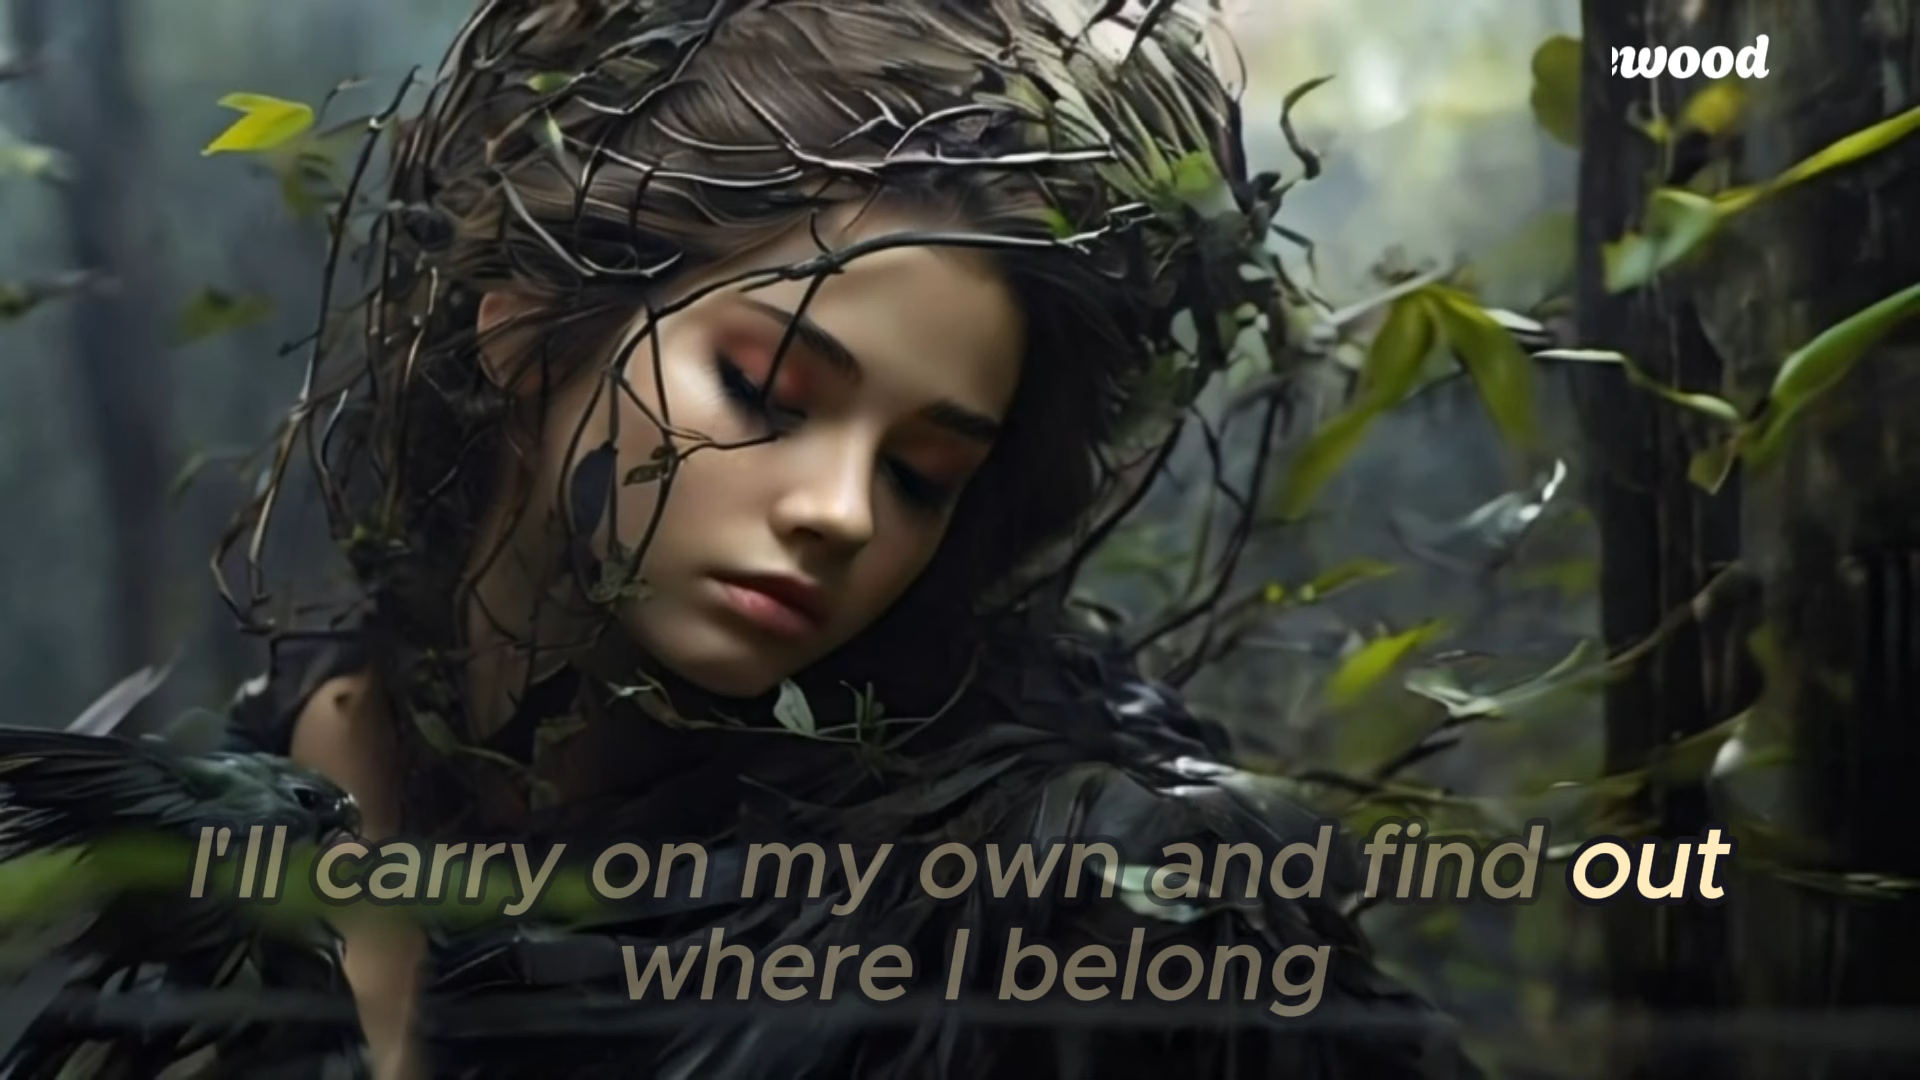 wood
I'll carry on my own and find out
where I belong